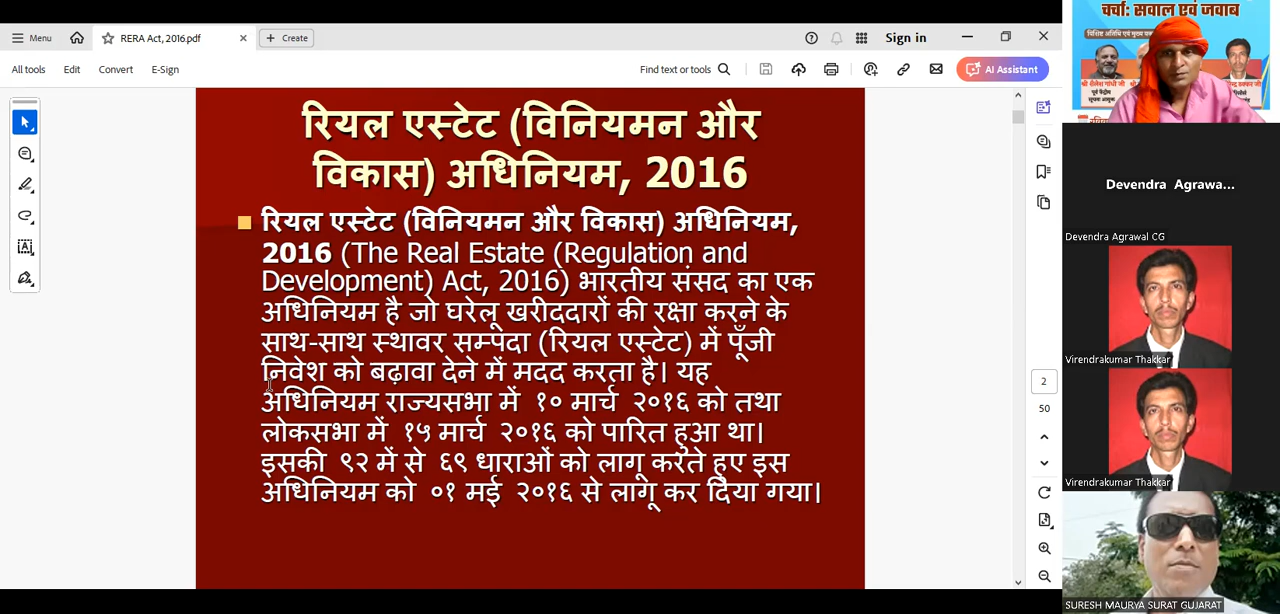 Menu
RERA Act, 2016.pdf
Create
Sign in
All tools
Edit
Convert
E-Sign
Find text or tools
AI Assistant
रियल एस्टेट (विनियमन और
विकास) अधिनियम, 2016
रियल एस्टेट (विनियमन और विकास) अधिनियम,
2016 (The Real Estate (Regulation and
Development) Act, 2016) भारतीय संसद का एक
अधिनियम है जो घरेलू खरीददारों की रक्षा करने के
साथ-साथ स्थावर सम्पदा (रियल एस्टेट) में पूँजी
निवेश को बढ़ावा देने में मदद करता है। यह
अधिनियम राज्यसभा में १० मार्च २०१६ को तथा
लोकसभा में १५ मार्च २०१६ को पारित हुआ था।
इसकी ९२ में से ६९ धाराओं को लागू करते हुए इस
अधिनियम को ०१ मई २०१६ से लागू कर दिया गया।
2
50
चर्चा: सवाल एवं जवाब
श्री शैलेश गांधी जी
पूर्व केंद्रीय
सूचना आयुक्त
Devendra Agrawa...
Devendra Agrawal CG
Virendrakumar Thakkar
Virendrakumar Thakkar
SURESH MAURYA SURAT GUJARAT